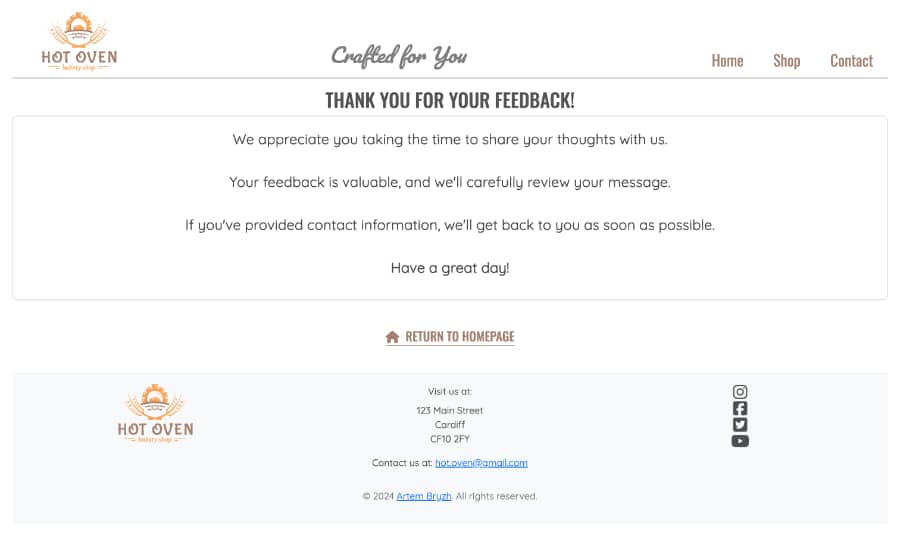 HOT OVEN
bakery shop
Crafted for You
Home Shop Contact
THANK YOU FOR YOUR FEEDBACK!
We appreciate you taking the time to share your thoughts with us.
Your feedback is valuable, and we'll carefully review your message.
If you've provided contact information, we'll get back to you as soon as possible.
Have a great day!
RETURN TO HOMEPAGE
HOT OVEN
bakery shop
Visit us at:
123 Main Street
Cardiff
CF10 2FY
Contact us at: hot.oven@gmail.com
© 2024 Artem Bryzh. All rights reserved.